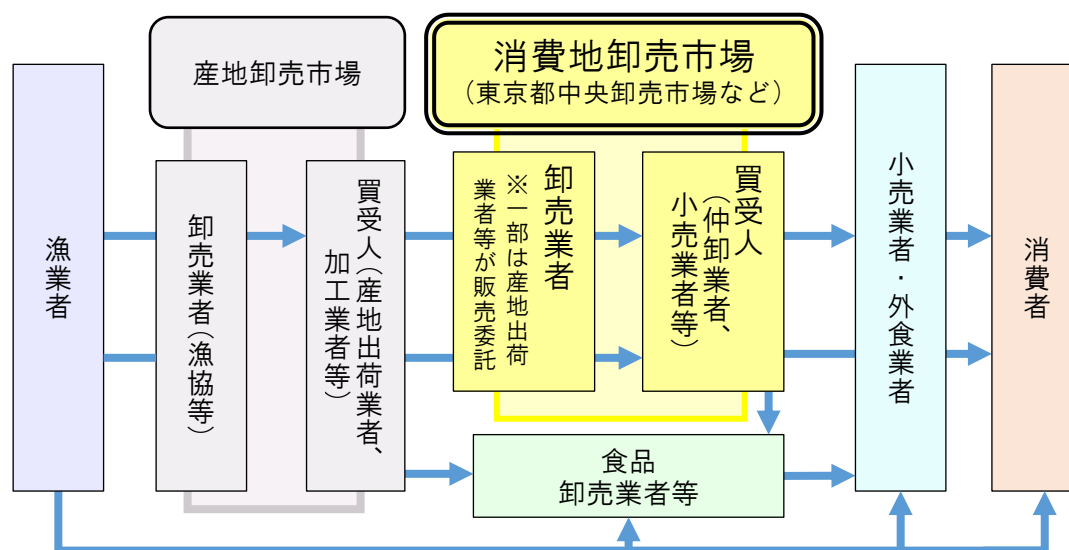 産地卸売市場
消費地卸売市場
（東京都中央卸売市場など）
漁業者
卸売業者（漁協等）
買受人（産地出荷業者、
加工業者等）
卸売業者
※一部は産地出荷
業者等が販売委託
買受人
（仲卸業者、
小売業者等）
小売業者・外食業者
消費者
食品
卸売業者等